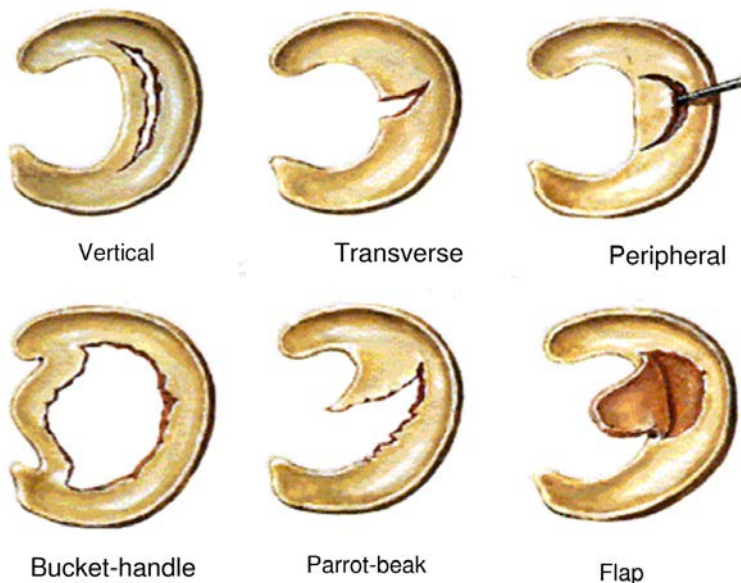 Vertical
Transverse
Peripheral
Bucket-handle
Parrot-beak
Flap